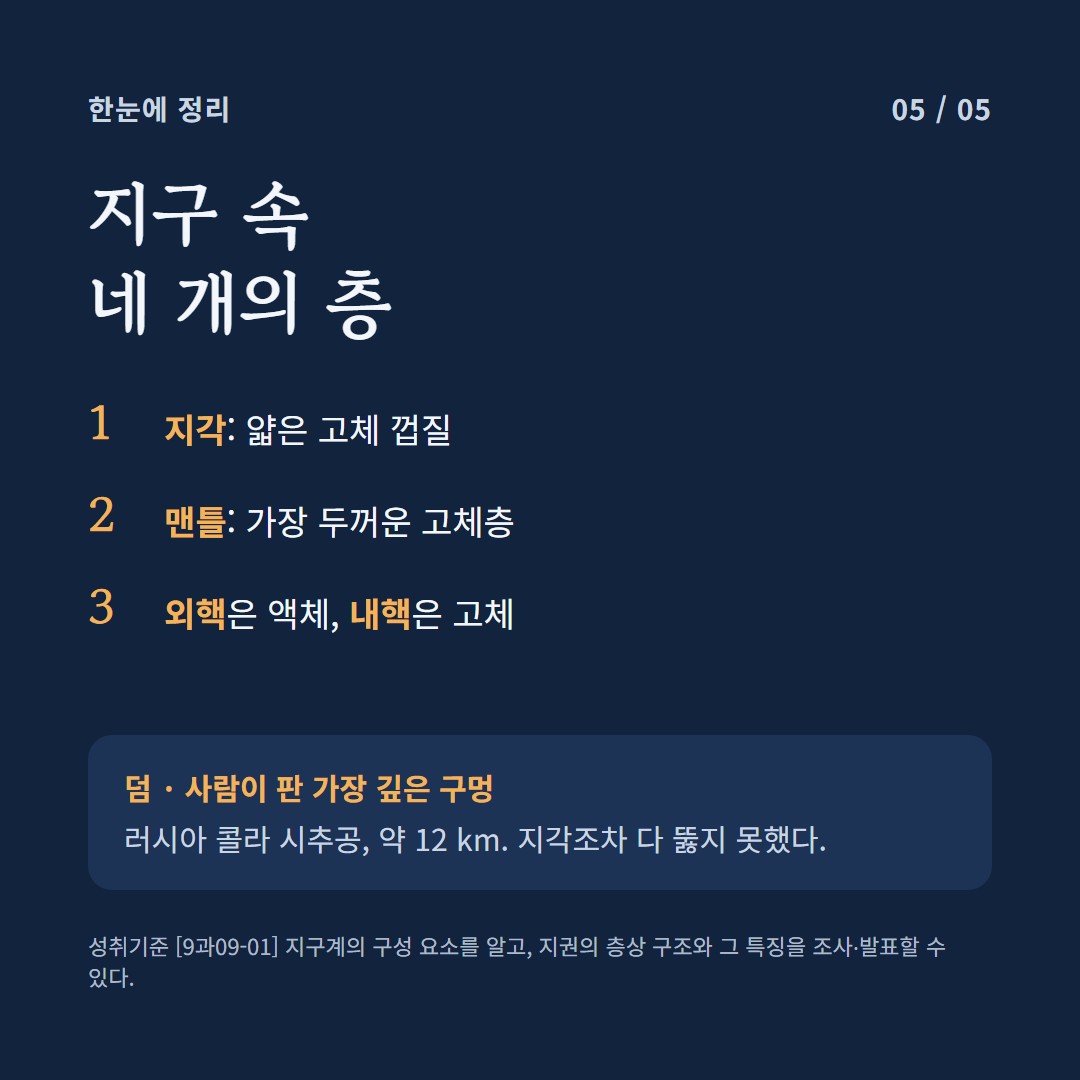 한눈에 정리
05 / 05
지구 속
네 개의 층
1 지각: 얇은 고체 껍질
2 맨틀: 가장 두꺼운 고체층
3 외핵은 액체, 내핵은 고체
덤 · 사람이 판 가장 깊은 구멍
러시아 콜라 시추공, 약 12 km. 지각조차 다 뚫지 못했다.
성취기준 [9과09-01] 지구계의 구성 요소를 알고, 지권의 층상 구조와 그 특징을 조사·발표할 수
있다.